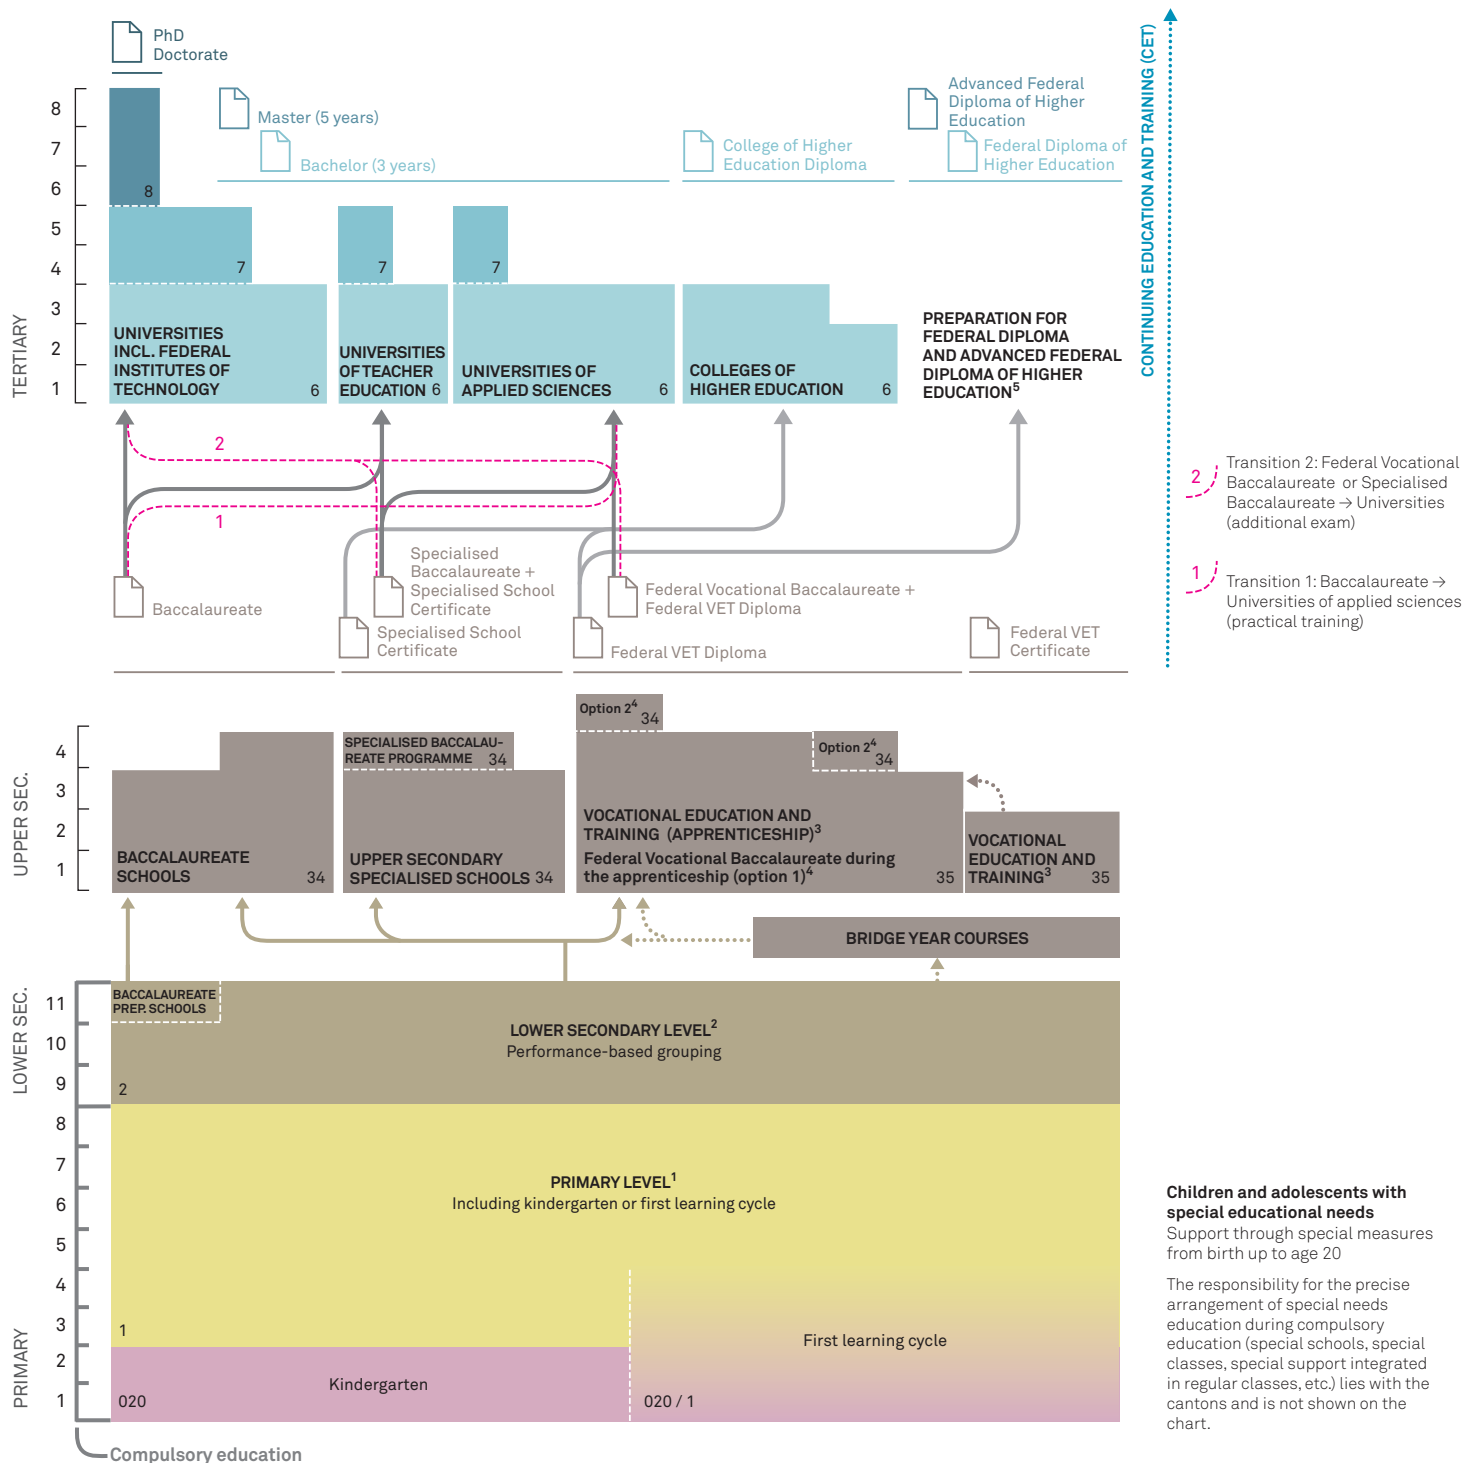 PhD
Doctorate
Master (5 years)
Bachelor (3 years)
College of Higher
Education Diploma
Advanced Federal
Diploma of Higher
Education
Federal Diploma of
Higher Education
CONTINUING EDUCATION AND TRAINING (CET)
TERTIARY
8
7
6
5
4
3
2
1
8
7
7
7
UNIVERSITIES
INCL. FEDERAL
INSTITUTES OF
TECHNOLOGY
6
UNIVERSITIES
OF TEACHER
EDUCATION 6
UNIVERSITIES OF
APPLIED SCIENCES
6
COLLEGES OF
HIGHER EDUCATION
6
PREPARATION FOR
FEDERAL DIPLOMA
AND ADVANCED FEDERAL
DIPLOMA OF HIGHER
EDUCATION5
2
1
2
Transition 2: Federal Vocational
Baccalaureate or Specialised
Baccalaureate → Universities
(additional exam)
1
Transition 1: Baccalaureate →
Universities of applied sciences
(practical training)
Baccalaureate
Specialised
Baccalaureate +
Specialised School
Certificate
Specialised School
Certificate
Federal Vocational Baccalaureate +
Federal VET Diploma
Federal VET Diploma
Federal VET
Certificate
UPPER SEC.
4
3
2
1
BACCALAUREATE
SCHOOLS
34
SPECIALISED BACCALAU-
REATE PROGRAMME 34
UPPER SECONDARY
SPECIALISED SCHOOLS 34
Option 24
34
Option 24
34
VOCATIONAL EDUCATION AND
TRAINING (APPRENTICESHIP)3
Federal Vocational Baccalaureate during
the apprenticeship (option 1)4
35
VOCATIONAL
EDUCATION AND
TRAINING3
35
BRIDGE YEAR COURSES
LOWER SEC.
11
10
9
BACCALAUREATE
PREP. SCHOOLS
LOWER SECONDARY LEVEL2
Performance-based grouping
2
PRIMARY
8
7
6
5
4
3
2
1
PRIMARY LEVEL1
Including kindergarten or first learning cycle
1
First learning cycle
Kindergarten
020
020 / 1
Compulsory education
Children and adolescents with
special educational needs
Support through special measures
from birth up to age 20
The responsibility for the precise
arrangement of special needs
education during compulsory
education (special schools, special
classes, special support integrated
in regular classes, etc.) lies with the
cantons and is not shown on the
chart.